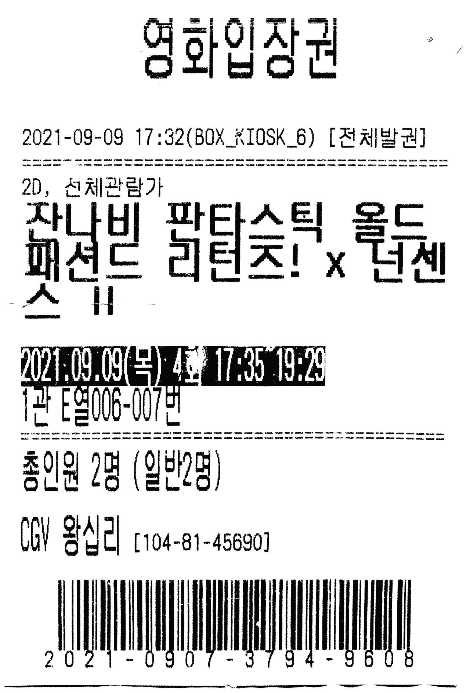 영화입장권
2021-09-09 17:32(BOX_KIOSK_6) [전체발권]
2D, 전체관람가
잔나비 판타스틱 올드
패션드 리턴즈! x 넌센
스 II
2021.09.09(목) 4회 17:35~19:29
1관 E열006-007번
총인원 2명 (일반2명)
CGV 왕십리 [104-81-45690]
2021-0907-3794-9608